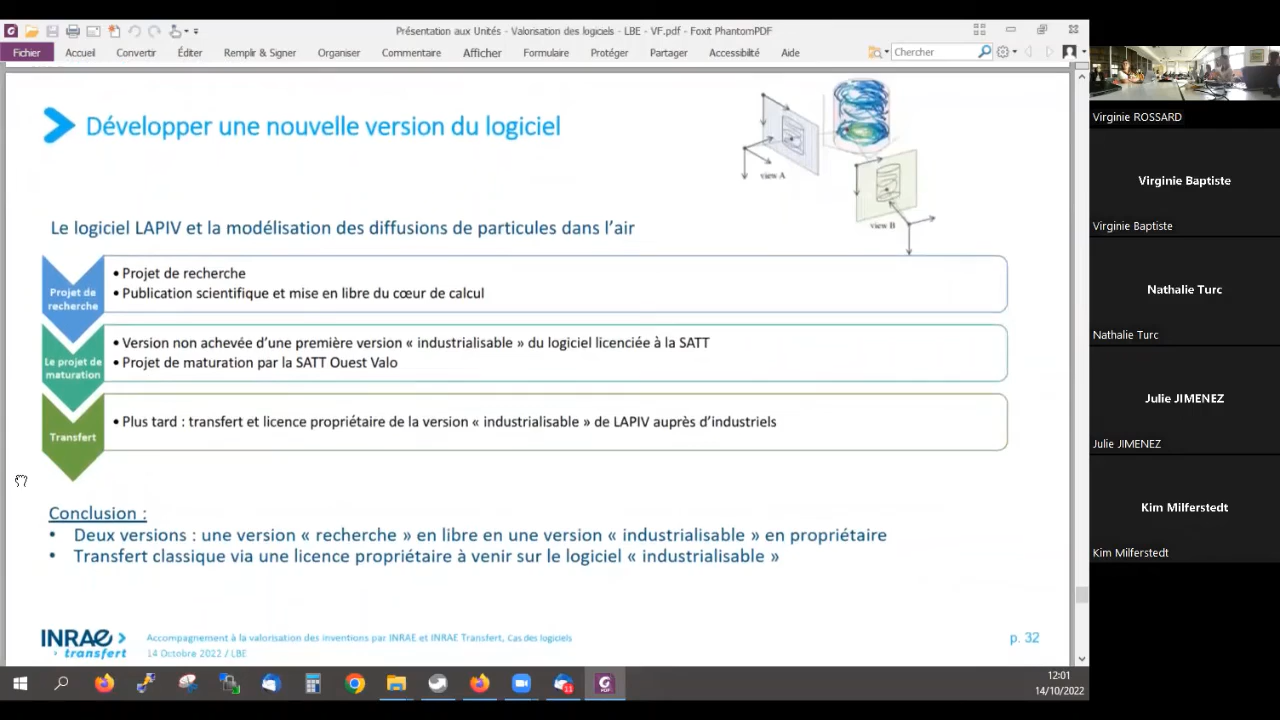 Présentation aux Unités - Valorisation des logiciels - LBE - VF.pdf - Foxit PhantomPDF
Fichier Accueil Convertir Éditer Remplir & Signer Organiser Commentaire Afficher Formulaire Protéger Partager Accessibilité Aide Chercher
Développer une nouvelle version du logiciel
view A
view B
Le logiciel LAPIV et la modélisation des diffusions de particules dans l'air
Projet de
recherche
• Projet de recherche
• Publication scientifique et mise en libre du cœur de calcul
Le projet de
maturation
• Version non achevée d'une première version « industrialisable » du logiciel licenciée à la SATT
• Projet de maturation par la SATT Ouest Valo
Transfert
• Plus tard : transfert et licence propriétaire de la version « industrialisable » de LAPIV auprès d'industriels
Conclusion :
• Deux versions : une version « recherche » en libre en une version « industrialisable » en propriétaire
• Transfert classique via une licence propriétaire à venir sur le logiciel « industrialisable »
INRAE
transfert
Accompagnement à la valorisation des inventions par INRAE et INRAE Transfert, Cas des logiciels
14 Octobre 2022 / LBE
p. 32
12:01
14/10/2022
Virginie ROSSARD
Virginie Baptiste
Virginie Baptiste
Nathalie Turc
Nathalie Turc
Julie JIMENEZ
Julie JIMENEZ
Kim Milferstedt
Kim Milferstedt